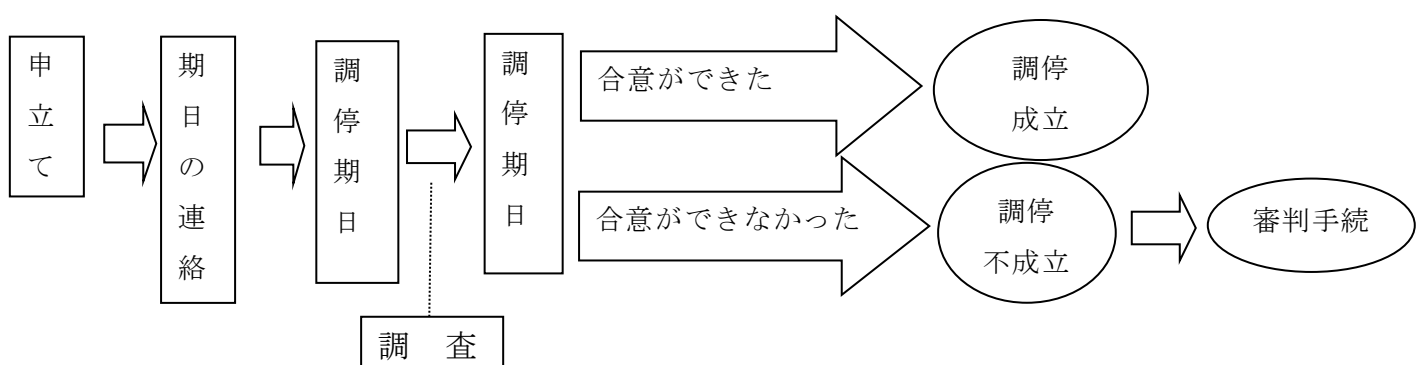 申立て
期日の連絡
調停期日
調停期日
合意ができた
調停
成立
合意ができなかった
調停
不成立
審判手続
調　査